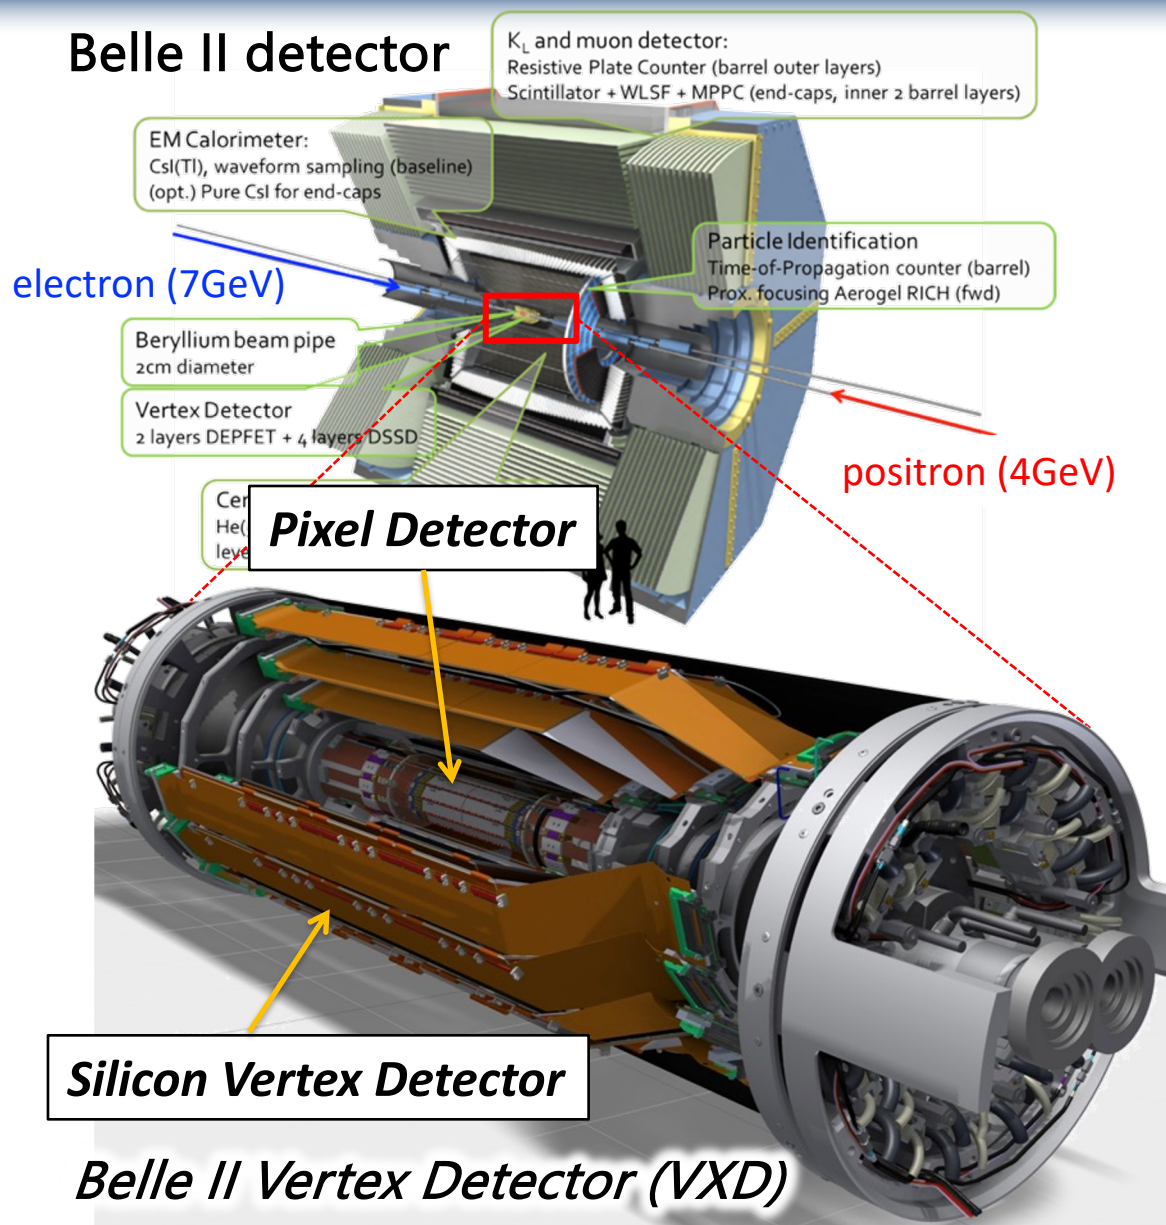 Belle II detector
K_L and muon detector:
Resistive Plate Counter (barrel outer layers)
Scintillator + WLSF + MPPC (end-caps, inner 2 barrel layers)
EM Calorimeter:
CsI(Tl), waveform sampling (baseline)
(opt.) Pure CsI for end-caps
Particle Identification
Time-of-Propagation counter (barrel)
Prox. focusing Aerogel RICH (fwd)
electron (7GeV)
Beryllium beam pipe
2cm diameter
Vertex Detector
2 layers DEPFET + 4 layers DSSD
positron (4GeV)
Pixel Detector
Silicon Vertex Detector
Belle II Vertex Detector (VXD)